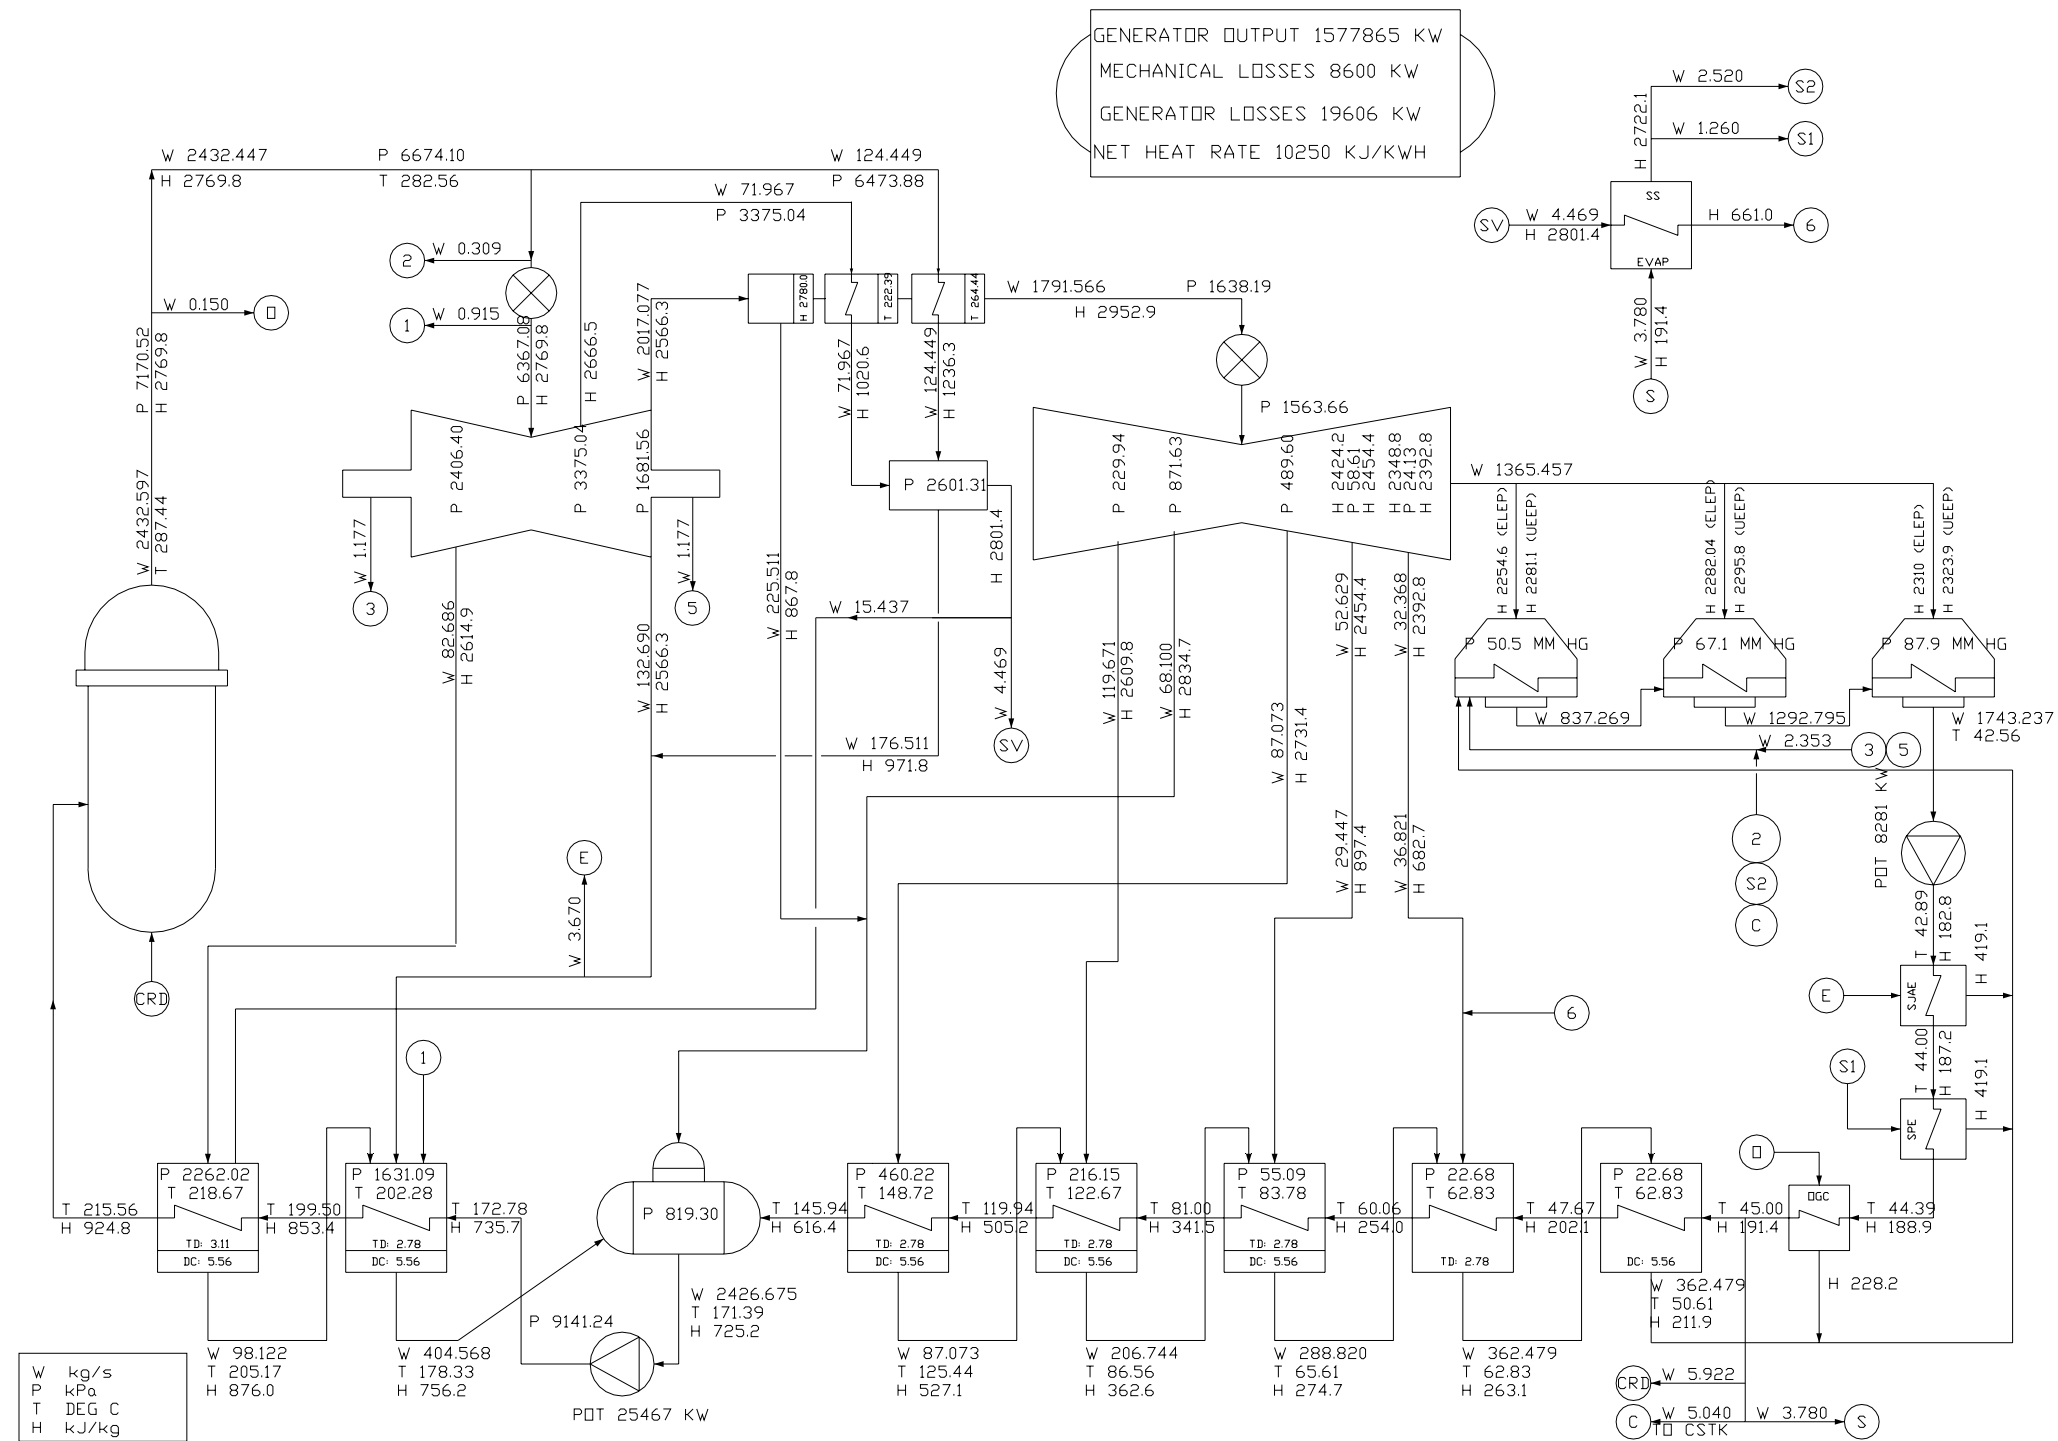 GENERATOR OUTPUT 1577865 KW
MECHANICAL LOSSES 8600 KW
GENERATOR LOSSES 19606 KW
NET HEAT RATE 10250 KJ/KWH
W 2.520
S2
H 2722.1
W 1.260
S1
SS
SV
W 4.469
H 2801.4
H 661.0
6
EVAP
W 3.780
H 191.4
S
W 2432.447
H 2769.8
P 6674.10
T 282.56
W 124.449
P 6473.88
W 71.967
P 3375.04
2
W 0.309
W 0.150
O
1
W 0.915
P 7170.52
H 2769.8
W 2432.597
T 287.44
P 6367.08
H 2769.8
H 2666.5
W 2017.077
H 2566.3
H 2780.0
T 222.39
T 264.44
W 1791.566
P 1638.19
H 2952.9
W 71.967
H 1020.6
W 124.449
H 1236.3
P 2406.40
P 3375.04
P 1681.56
W 1.177
3
W 1.177
5
P 2601.31
H 2801.4
W 225.511
H 867.8
W 15.437
W 4.469
SV
W 176.511
H 971.8
W 82.686
H 2614.9
W 132.690
H 2566.3
P 1563.66
P 229.94
P 871.63
P 489.60
H 2424.2
P 58.61
H 2454.4
H 2348.8
P 24.13
H 2392.8
W 1365.457
H 2254.6 (ELEP)
H 2281.1 (UEEP)
H 2282.04 (ELEP)
H 2295.8 (UEEP)
H 2310 (ELEP)
H 2323.9 (UEEP)
P 50.5 MM HG
P 67.1 MM HG
P 87.9 MM HG
W 837.269
W 1292.795
W 1743.237
T 42.56
W 2.353
3
5
W 119.671
H 2609.8
W 68.100
H 2834.7
W 87.073
H 2731.4
W 52.629
H 2454.4
W 32.368
H 2392.8
W 29.447
H 897.4
W 36.821
H 682.7
POT 8281 KW
2
S2
C
T 42.89
H 182.8
H 419.1
E
SJAE
T 44.00
H 187.2
H 419.1
S1
SPE
CRD
E
W 3.670
1
6
P 2262.02
T 218.67
TD: 3.11
DC: 5.56
P 1631.09
T 202.28
TD: 2.78
DC: 5.56
P 819.30
P 460.22
T 148.72
TD: 2.78
DC: 5.56
P 216.15
T 122.67
TD: 2.78
DC: 5.56
P 55.09
T 83.78
TD: 2.78
DC: 5.56
P 22.68
T 62.83
TD: 2.78
P 22.68
T 62.83
DC: 5.56
O
OGC
T 215.56
H 924.8
T 199.50
H 853.4
T 172.78
H 735.7
T 145.94
H 616.4
T 119.94
H 505.2
T 81.00
H 341.5
T 60.06
H 254.0
T 47.67
H 202.1
T 45.00
H 191.4
T 44.39
H 188.9
H 228.2
W 362.479
T 50.61
H 211.9
W 2426.675
T 171.39
H 725.2
P 9141.24
POT 25467 KW
W 98.122
T 205.17
H 876.0
W 404.568
T 178.33
H 756.2
W 87.073
T 125.44
H 527.1
W 206.744
T 86.56
H 362.6
W 288.820
T 65.61
H 274.7
W 362.479
T 62.83
H 263.1
CRD
W 5.922
C
W 5.040
TO CSTK
W 3.780
S
W kg/s
P kPa
T DEG C
H kJ/kg